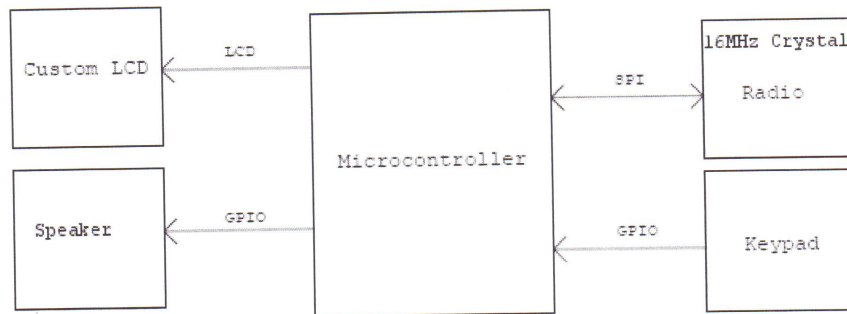 Custom LCD
LCD
Microcontroller
SPI
16MHz Crystal
Radio
Speaker
GPIO
GPIO
Keypad